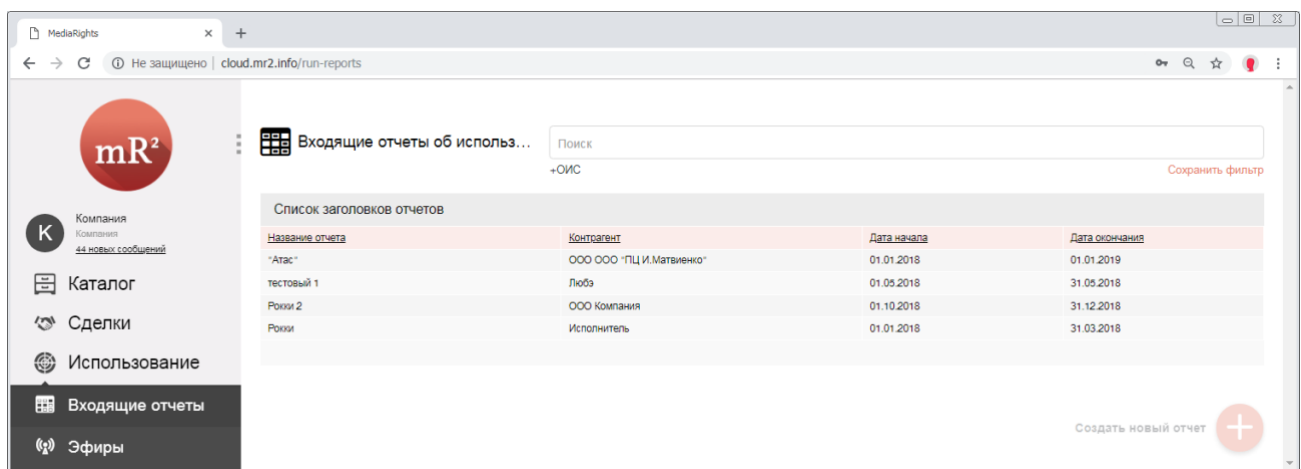 MediaRights
Не защищено | cloud.mr2.info/run-reports
mR²
Входящие отчеты об использ...
Поиск
+ОИС
Сохранить фильтр
К
Компания
Компания
44 новых сообщений
Каталог
Сделки
Использование
Входящие отчеты
Эфиры
Список заголовков отчетов
Название отчета Контрагент Дата начала Дата окончания
"Атас" ООО ООО "ПЦ И.Матвиенко" 01.01.2018 01.01.2019
тестовый 1 Любэ 01.05.2018 31.05.2018
Рокки 2 ООО Компания 01.10.2018 31.12.2018
Рокки Исполнитель 01.01.2018 31.03.2018
Создать новый отчет